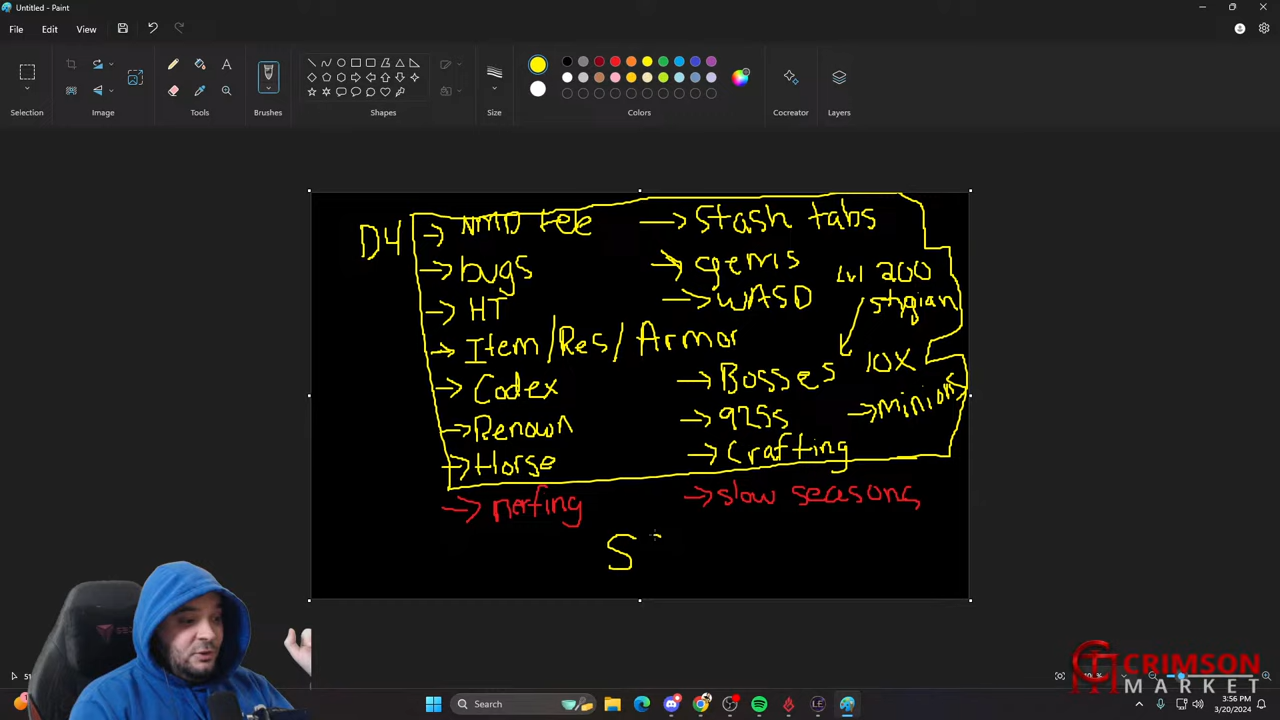 Untitled - Paint
File Edit View
Selection Image Tools Brushes Shapes Size Colors Cocreator Layers
D4
→ NMD tele → Stash tabs
→ bugs → gems
→ HT → WASD
Lvl 200
stygian
→ Item/Res/Armor
→ Codex → Bosses 10X
→ Renown → 925s → minions
→ Horse → Crafting
→ nerfing → slow seasons
S
CRIMSON
MARKET
Search
3:56 PM
3/20/2024